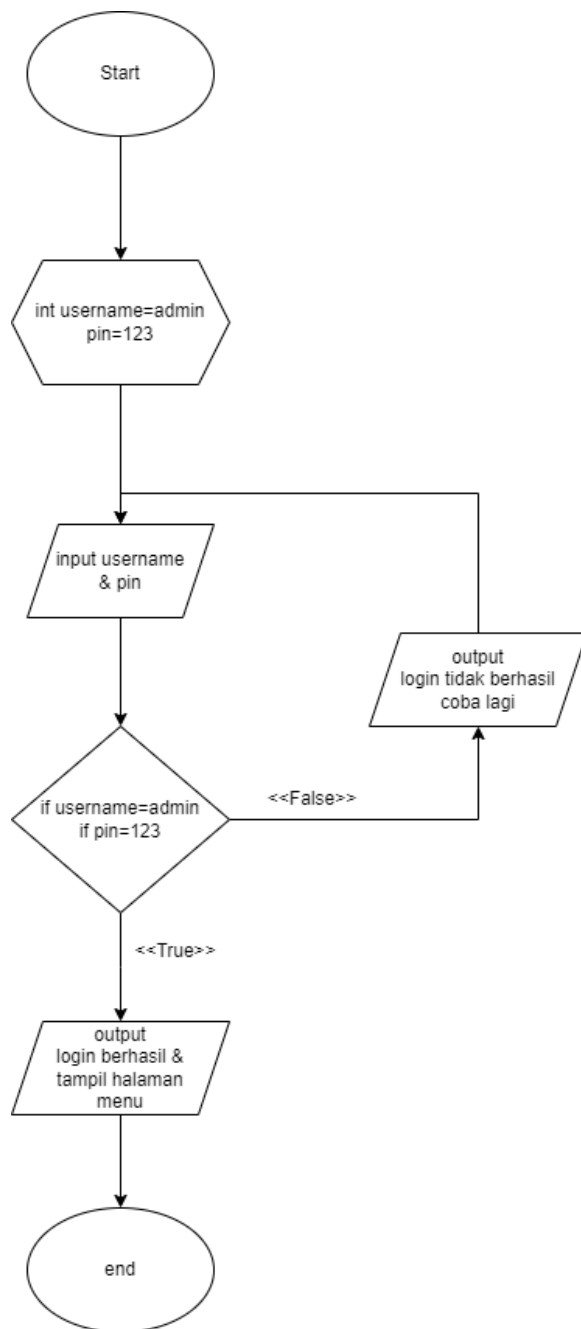 Start
int username=admin
pin=123
input username
& pin
output
login tidak berhasil
coba lagi
if username=admin
if pin=123
<<False>>
<<True>>
output
login berhasil &
tampil halaman
menu
end